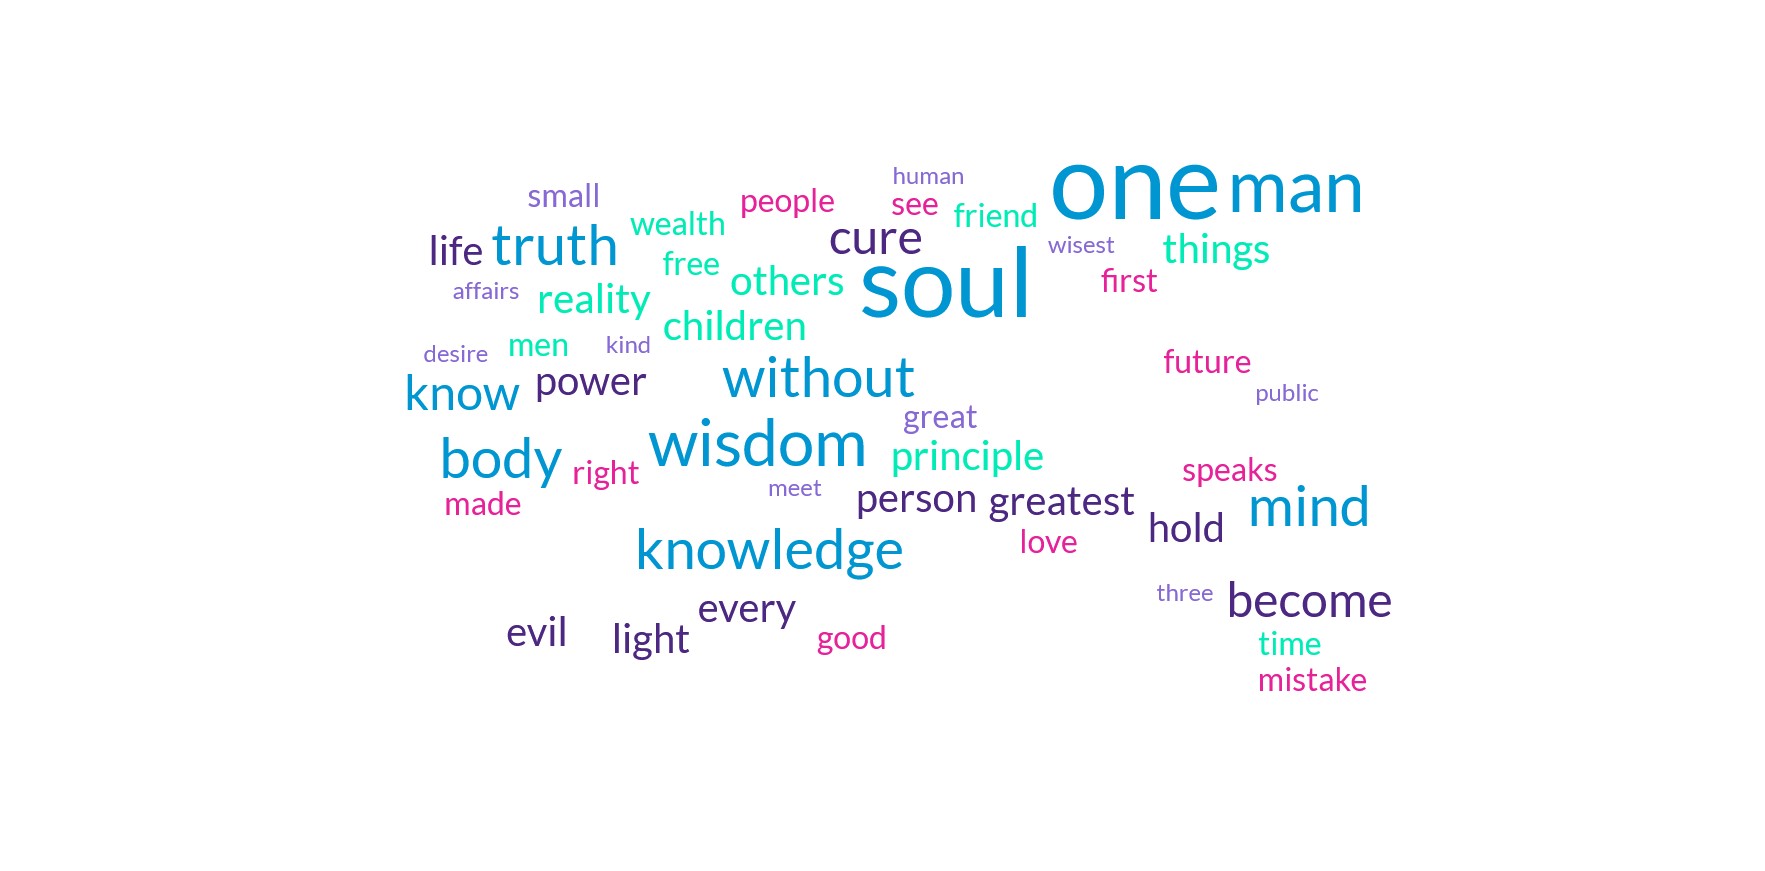 human
one man
small
people
see
friend
wealth
life truth
cure
wisest
things
free
others
soul
first
affairs
reality
children
desire
men
kind
future
know
power
without
public
great
body
right
wisdom
principle
speaks
made
meet
person
greatest
hold
mind
knowledge
love
three
become
every
evil
light
good
time
mistake